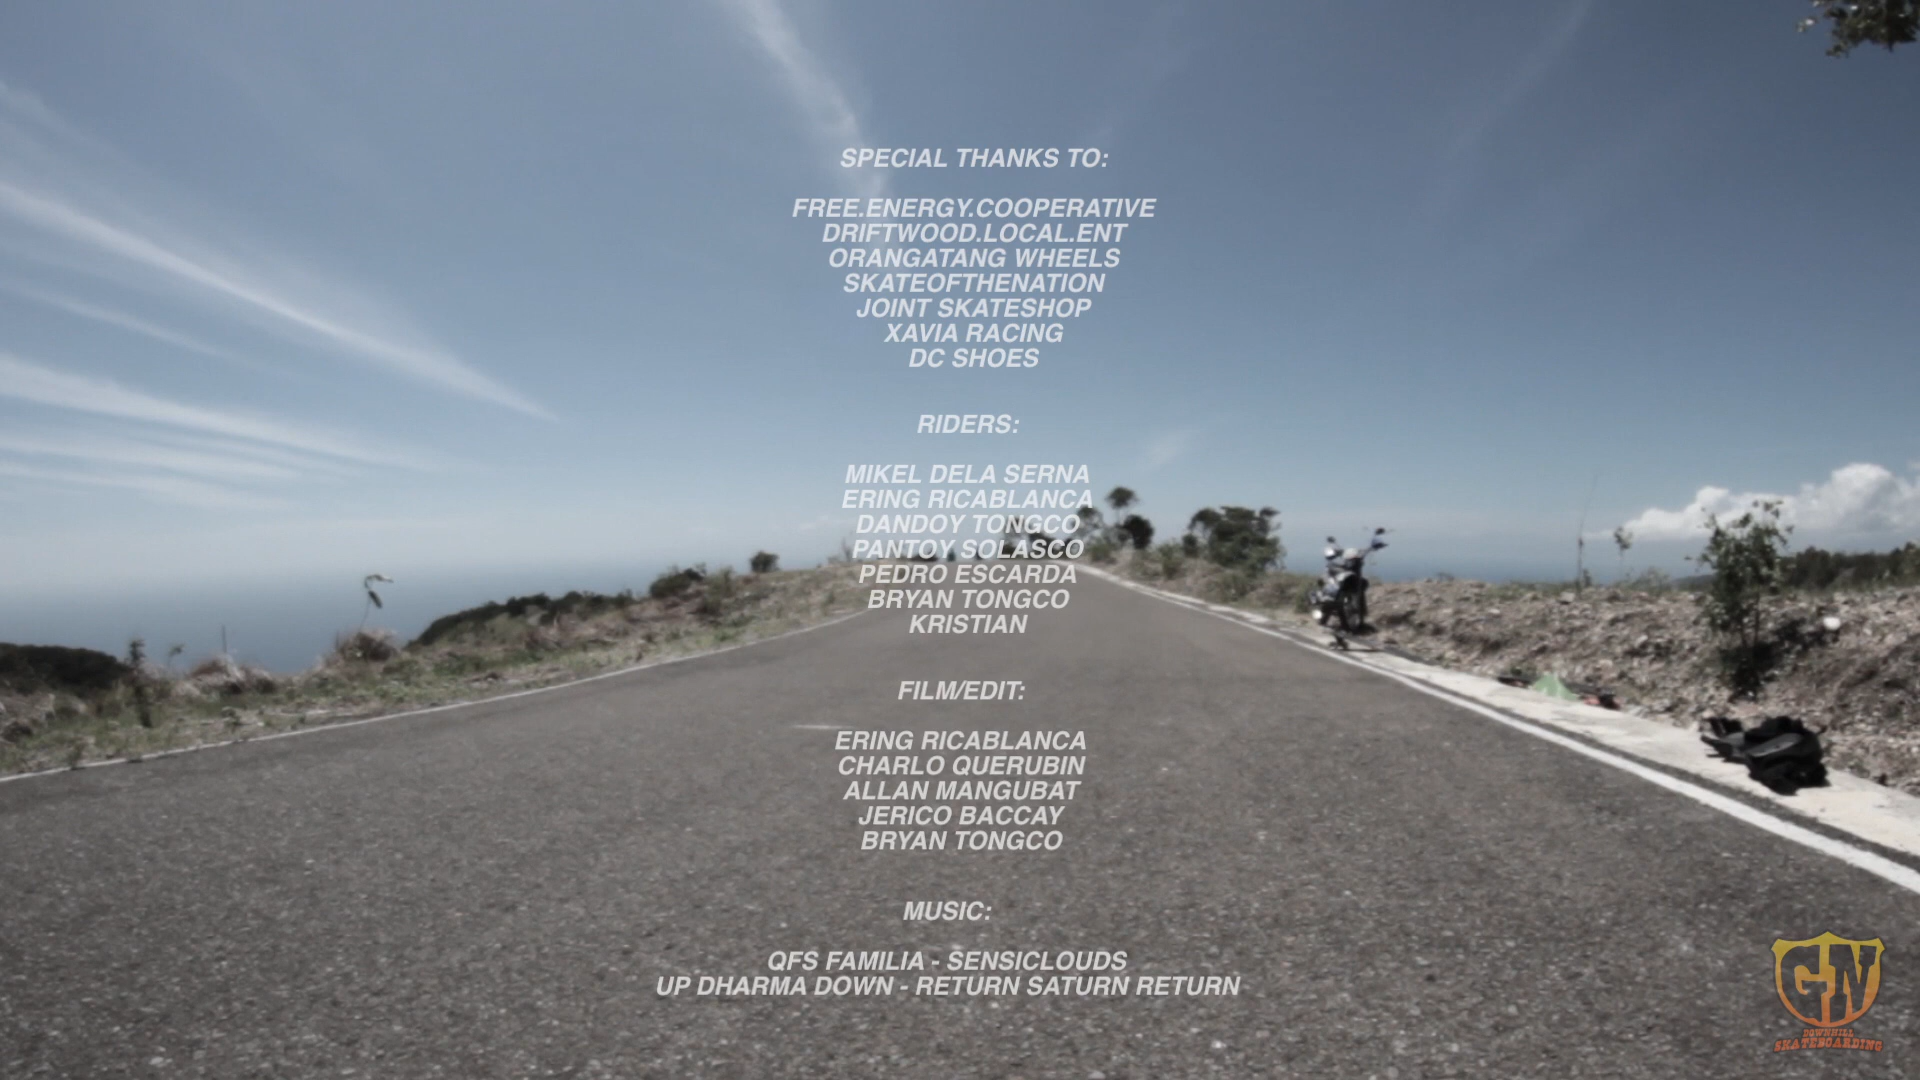 SPECIAL THANKS TO:
FREE.ENERGY.COOPERATIVE
DRIFTWOOD.LOCAL.ENT
ORANGATANG WHEELS
SKATEOFTHENATION
JOINT SKATESHOP
XAVIA RACING
DC SHOES
RIDERS:
MIKEL DELA SERNA
ERING RICABLANCA
DANDOY TONGCO
PANTOY SOLASCO
PEDRO ESCARDA
BRYAN TONGCO
KRISTIAN
FILM/EDIT:
ERING RICABLANCA
CHARLO QUERUBIN
ALLAN MANGUBAT
JERICO BACCAY
BRYAN TONGCO
MUSIC:
QFS FAMILIA - SENSICLOUDS
UP DHARMA DOWN - RETURN SATURN RETURN
GN
DOWNHILL
SKATEBOARDING